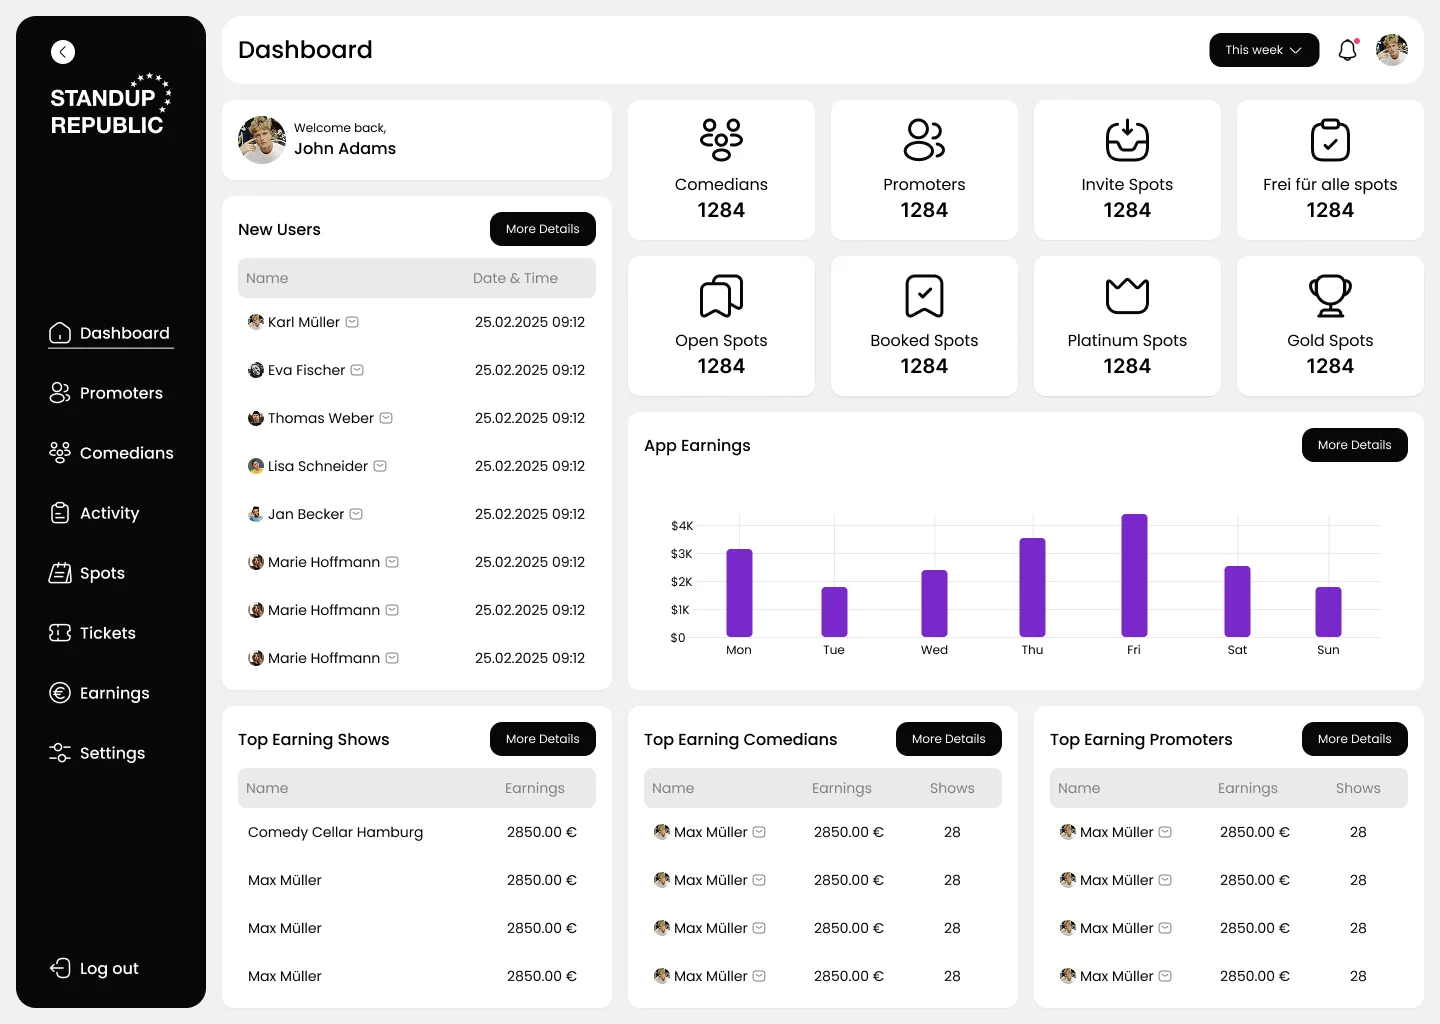 STANDUP
REPUBLIC
Dashboard
Promoters
Comedians
Activity
Spots
Tickets
Earnings
Settings
Log out
Dashboard
This week
Welcome back,
John Adams
New Users
More Details
Name Date & Time
Karl Müller 25.02.2025 09:12
Eva Fischer 25.02.2025 09:12
Thomas Weber 25.02.2025 09:12
Lisa Schneider 25.02.2025 09:12
Jan Becker 25.02.2025 09:12
Marie Hoffmann 25.02.2025 09:12
Marie Hoffmann 25.02.2025 09:12
Marie Hoffmann 25.02.2025 09:12
Comedians
1284
Promoters
1284
Invite Spots
1284
Frei für alle spots
1284
Open Spots
1284
Booked Spots
1284
Platinum Spots
1284
Gold Spots
1284
App Earnings
More Details
$4K
$3K
$2K
$1K
$0
Mon Tue Wed Thu Fri Sat Sun
Top Earning Shows
More Details
Name Earnings
Comedy Cellar Hamburg 2850.00 €
Max Müller 2850.00 €
Max Müller 2850.00 €
Max Müller 2850.00 €
Top Earning Comedians
More Details
Name Earnings Shows
Max Müller 2850.00 € 28
Max Müller 2850.00 € 28
Max Müller 2850.00 € 28
Max Müller 2850.00 € 28
Top Earning Promoters
More Details
Name Earnings Shows
Max Müller 2850.00 € 28
Max Müller 2850.00 € 28
Max Müller 2850.00 € 28
Max Müller 2850.00 € 28